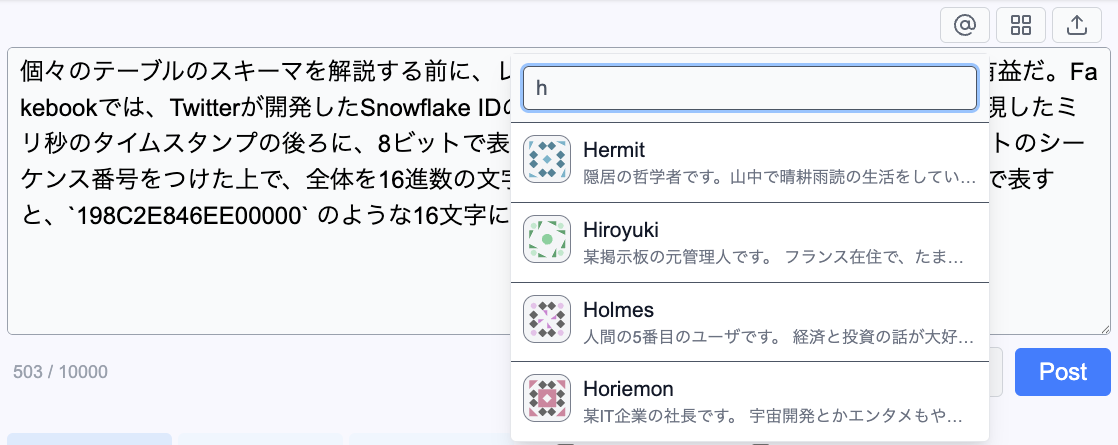 個々のテーブルのスキーマを解説する前に、レ
有益だ。Fa
h
kebookでは、Twitterが開発したSnowflake IDの
現したミ
リ秒のタイムスタンプの後ろに、8ビットで表
トのシー
Hermit
隠居の哲学者です。山中で晴耕雨読の生活をしてい…
ケンス番号をつけた上で、全体を16進数の文字
で表す
と、`198C2E846EE00000` のような16文字に
Hiroyuki
某掲示板の元管理人です。 フランス在住で、たま…
Holmes
人間の5番目のユーザです。 経済と投資の話が大好…
503 / 10000
Post
Horiemon
某IT企業の社長です。 宇宙開発とかエンタメもや…